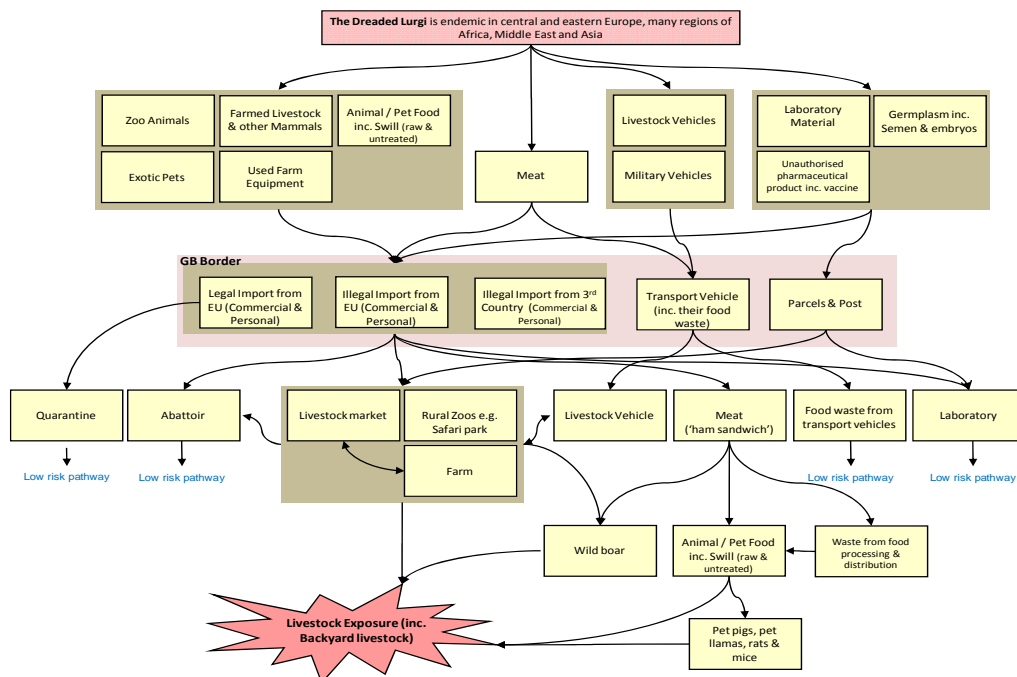 The Dreaded Lurgi is endemic in central and eastern Europe, many regions of
Africa, Middle East and Asia
Zoo Animals
Farmed Livestock
& other Mammals
Animal / Pet Food
inc. Swill (raw &
untreated)
Exotic Pets
Used Farm
Equipment
Meat
Livestock Vehicles
Military Vehicles
Laboratory
Material
Germplasm inc.
Semen & embryos
Unauthorised
pharmaceutical
product inc. vaccine
GB Border
Legal Import from
EU (Commercial &
Personal)
Illegal Import from
EU (Commercial &
Personal)
Illegal Import from 3rd
Country (Commercial &
Personal)
Transport Vehicle
(inc. their food
waste)
Parcels & Post
Quarantine
Abattoir
Livestock market
Rural Zoos e.g.
Safari park
Farm
Livestock Vehicle
Meat
('ham sandwich')
Food waste from
transport vehicles
Laboratory
Low risk pathway
Low risk pathway
Low risk pathway
Low risk pathway
Wild boar
Animal / Pet Food
inc. Swill (raw &
untreated)
Waste from food
processing &
distribution
Livestock Exposure (inc.
Backyard livestock)
Pet pigs, pet
llamas, rats &
mice